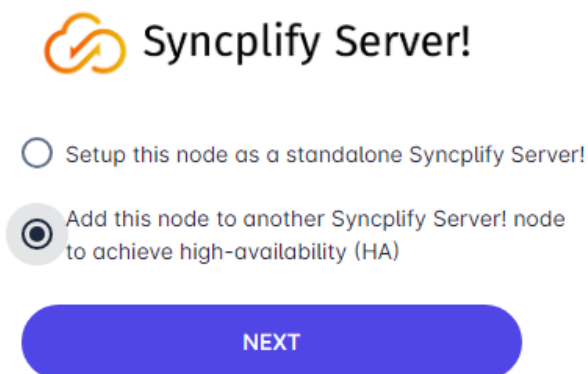 Syncplify Server!
Setup this node as a standalone Syncplify Server!
Add this node to another Syncplify Server! node
to achieve high-availability (HA)
NEXT